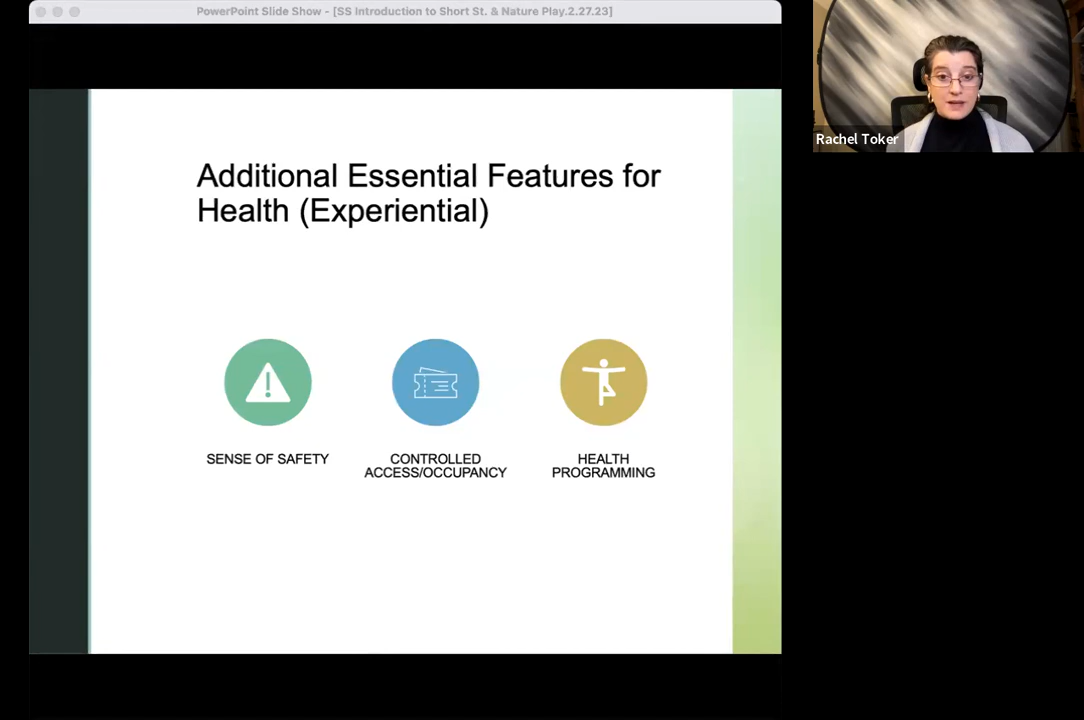 PowerPoint Slide Show - [SS Introduction to Short St. & Nature Play.2.27.23]
Rachel Toker
Additional Essential Features for
Health (Experiential)
SENSE OF SAFETY
CONTROLLED
ACCESS/OCCUPANCY
HEALTH
PROGRAMMING